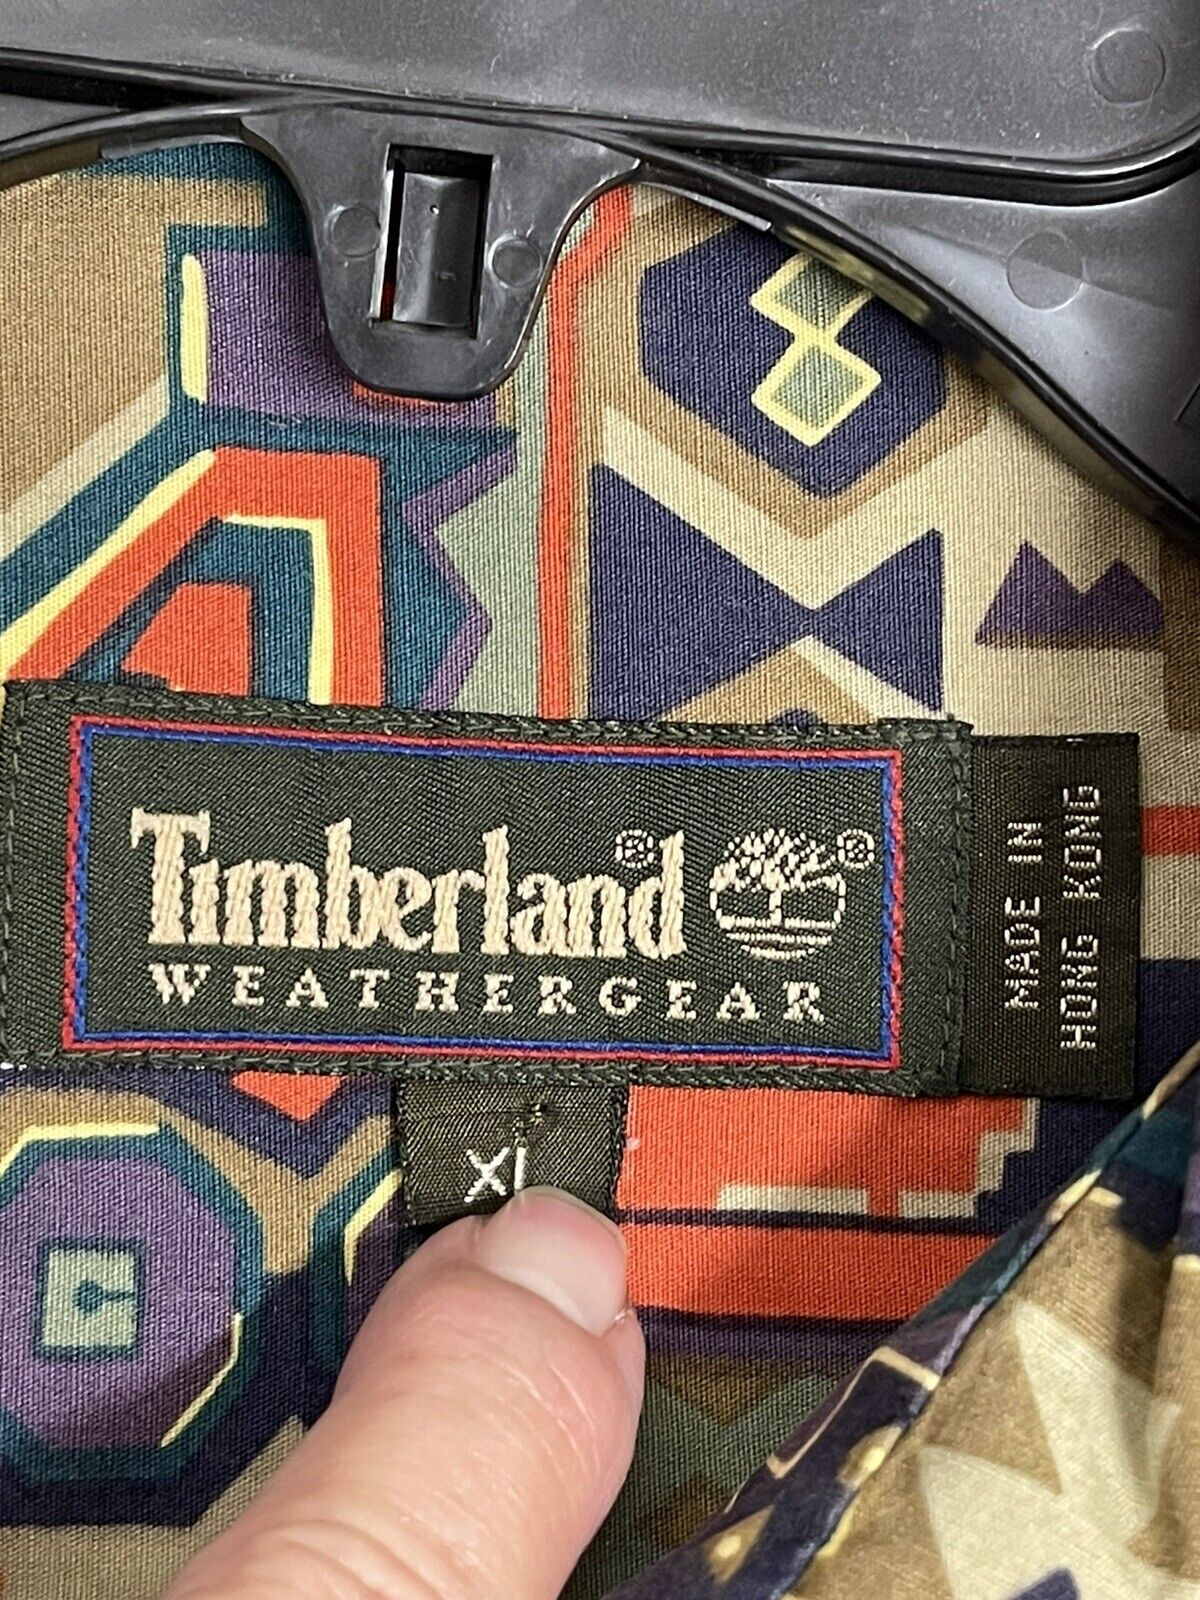 Timberland®
®
WEATHERGEAR
MADE IN
HONG KONG
XL